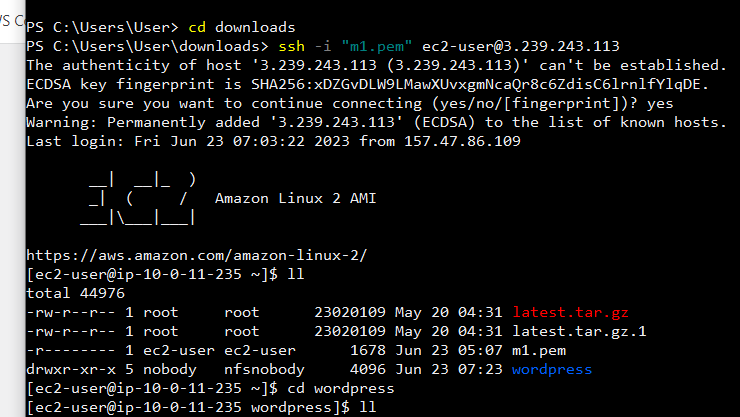 /S Co
PS C:\Users\User> cd downloads
PS C:\Users\User\downloads> ssh -i "m1.pem" ec2-user@3.239.243.113
The authenticity of host '3.239.243.113 (3.239.243.113)' can't be established.
ECDSA key fingerprint is SHA256:xDZGvDLW9LMawXUvxgmNcaQr8c6ZdisC6lrnlfYlqDE.
Are you sure you want to continue connecting (yes/no/[fingerprint])? yes
Warning: Permanently added '3.239.243.113' (ECDSA) to the list of known hosts.
Last login: Fri Jun 23 07:03:22 2023 from 157.47.86.109
       __|  __|_  )
       _|  (     /   Amazon Linux 2 AMI
      ___|\___|___|
https://aws.amazon.com/amazon-linux-2/
[ec2-user@ip-10-0-11-235 ~]$ ll
total 44976
-rw-r--r-- 1 root     root      23020109 May 20 04:31 latest.tar.gz
-rw-r--r-- 1 root     root      23020109 May 20 04:31 latest.tar.gz.1
-r-------- 1 ec2-user ec2-user      1678 Jun 23 05:07 m1.pem
drwxr-xr-x 5 nobody   nfsnobody     4096 Jun 23 07:23 wordpress
[ec2-user@ip-10-0-11-235 ~]$ cd wordpress
[ec2-user@ip-10-0-11-235 wordpress]$ ll